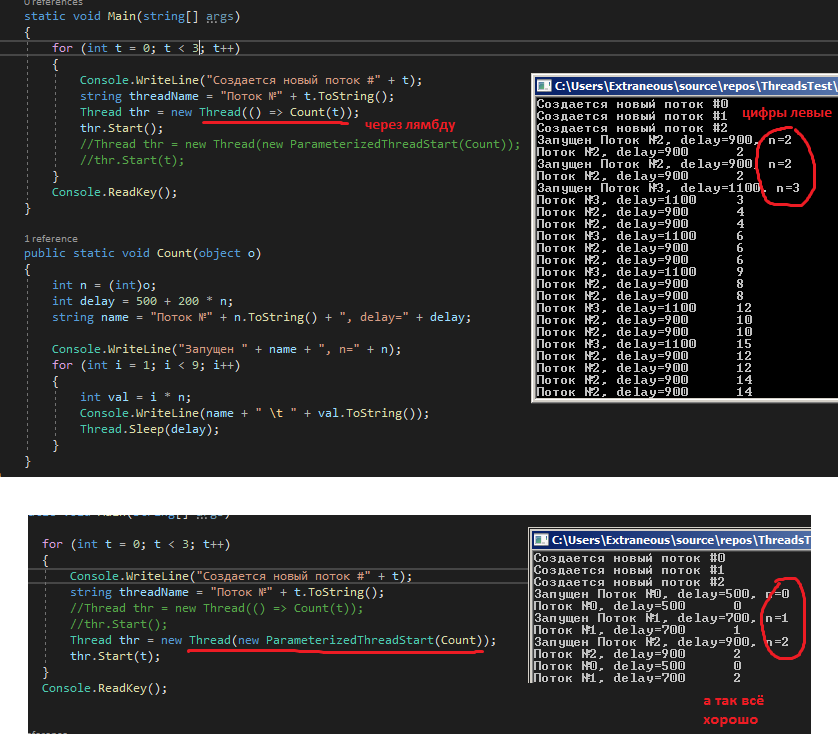 0 references
static void Main(string[] args)
{
for (int t = 0; t < 3; t++)
{
Console.WriteLine("Создается новый поток #" + t);
string threadName = "Поток №" + t.ToString();
Thread thr = new Thread(() => Count(t));
через лямбду
thr.Start();
//Thread thr = new Thread(new ParameterizedThreadStart(Count));
//thr.Start(t);
}
Console.ReadKey();
}
1 reference
public static void Count(object o)
{
int n = (int)o;
int delay = 500 + 200 * n;
string name = "Поток №" + n.ToString() + ", delay=" + delay;
Console.WriteLine("Запущен " + name + ", n=" + n);
for (int i = 1; i < 9; i++)
{
int val = i * n;
Console.WriteLine(name + " \t " + val.ToString());
Thread.Sleep(delay);
}
}
C:\Users\Extraneous\source\repos\ThreadsTest\
Создается новый поток #0
Создается новый поток #1
цифры левые
Создается новый поток #2
Запущен Поток №2, delay=900, n=2
Поток №2, delay=900 2
Запущен Поток №2, delay=900, n=2
Поток №2, delay=900 2
Запущен Поток №3, delay=1100, n=3
Поток №3, delay=1100 3
Поток №2, delay=900 4
Поток №2, delay=900 4
Поток №3, delay=1100 6
Поток №2, delay=900 6
Поток №2, delay=900 6
Поток №3, delay=1100 9
Поток №2, delay=900 8
Поток №2, delay=900 8
Поток №3, delay=1100 12
Поток №2, delay=900 10
Поток №2, delay=900 10
Поток №3, delay=1100 15
Поток №2, delay=900 12
Поток №2, delay=900 12
Поток №2, delay=900 14
Поток №2, delay=900 14
for (int t = 0; t < 3; t++)
{
Console.WriteLine("Создается новый поток #" + t);
string threadName = "Поток №" + t.ToString();
//Thread thr = new Thread(() => Count(t));
//thr.Start();
Thread thr = new Thread(new ParameterizedThreadStart(Count));
thr.Start(t);
}
Console.ReadKey();
C:\Users\Extraneous\source\repos\ThreadsT
Создается новый поток #0
Создается новый поток #1
Создается новый поток #2
Запущен Поток №0, delay=500, n=0
Поток №0, delay=500 0
Запущен Поток №1, delay=700, n=1
Поток №1, delay=700 1
Запущен Поток №2, delay=900, n=2
Поток №2, delay=900 2
Поток №0, delay=500 0
Поток №1, delay=700 2
а так всё
хорошо